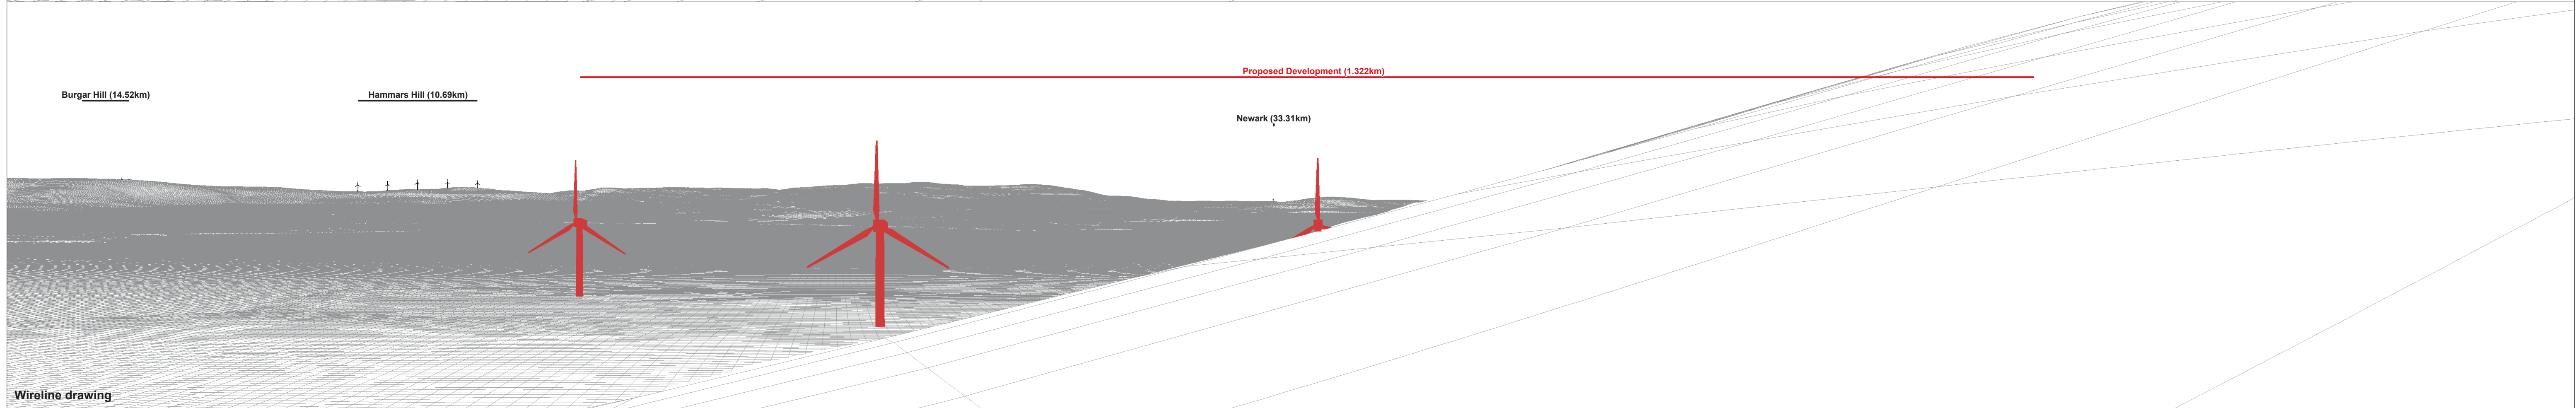 Proposed Development (1.322km)
Burgar Hill (14.52km)
Hammars Hill (10.69km)
Newark (33.31km)
Wireline drawing